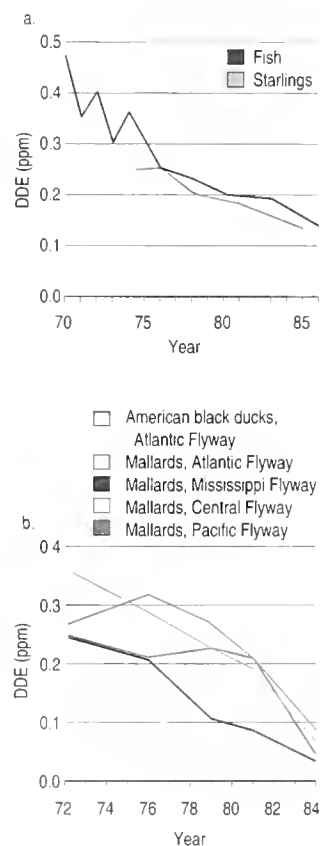 a.
0.5
Fish
Starlings
0.4
0.3
0.2
0.1
0.0
DDE (ppm)
70 75 80 85
Year
American black ducks,
Atlantic Flyway
Mallards, Atlantic Flyway
Mallards, Mississippi Flyway
Mallards, Central Flyway
Mallards, Pacific Flyway
b.
0.4
0.3
0.2
0.1
0.0
DDE (ppm)
72 74 76 78 80 82 84
Year